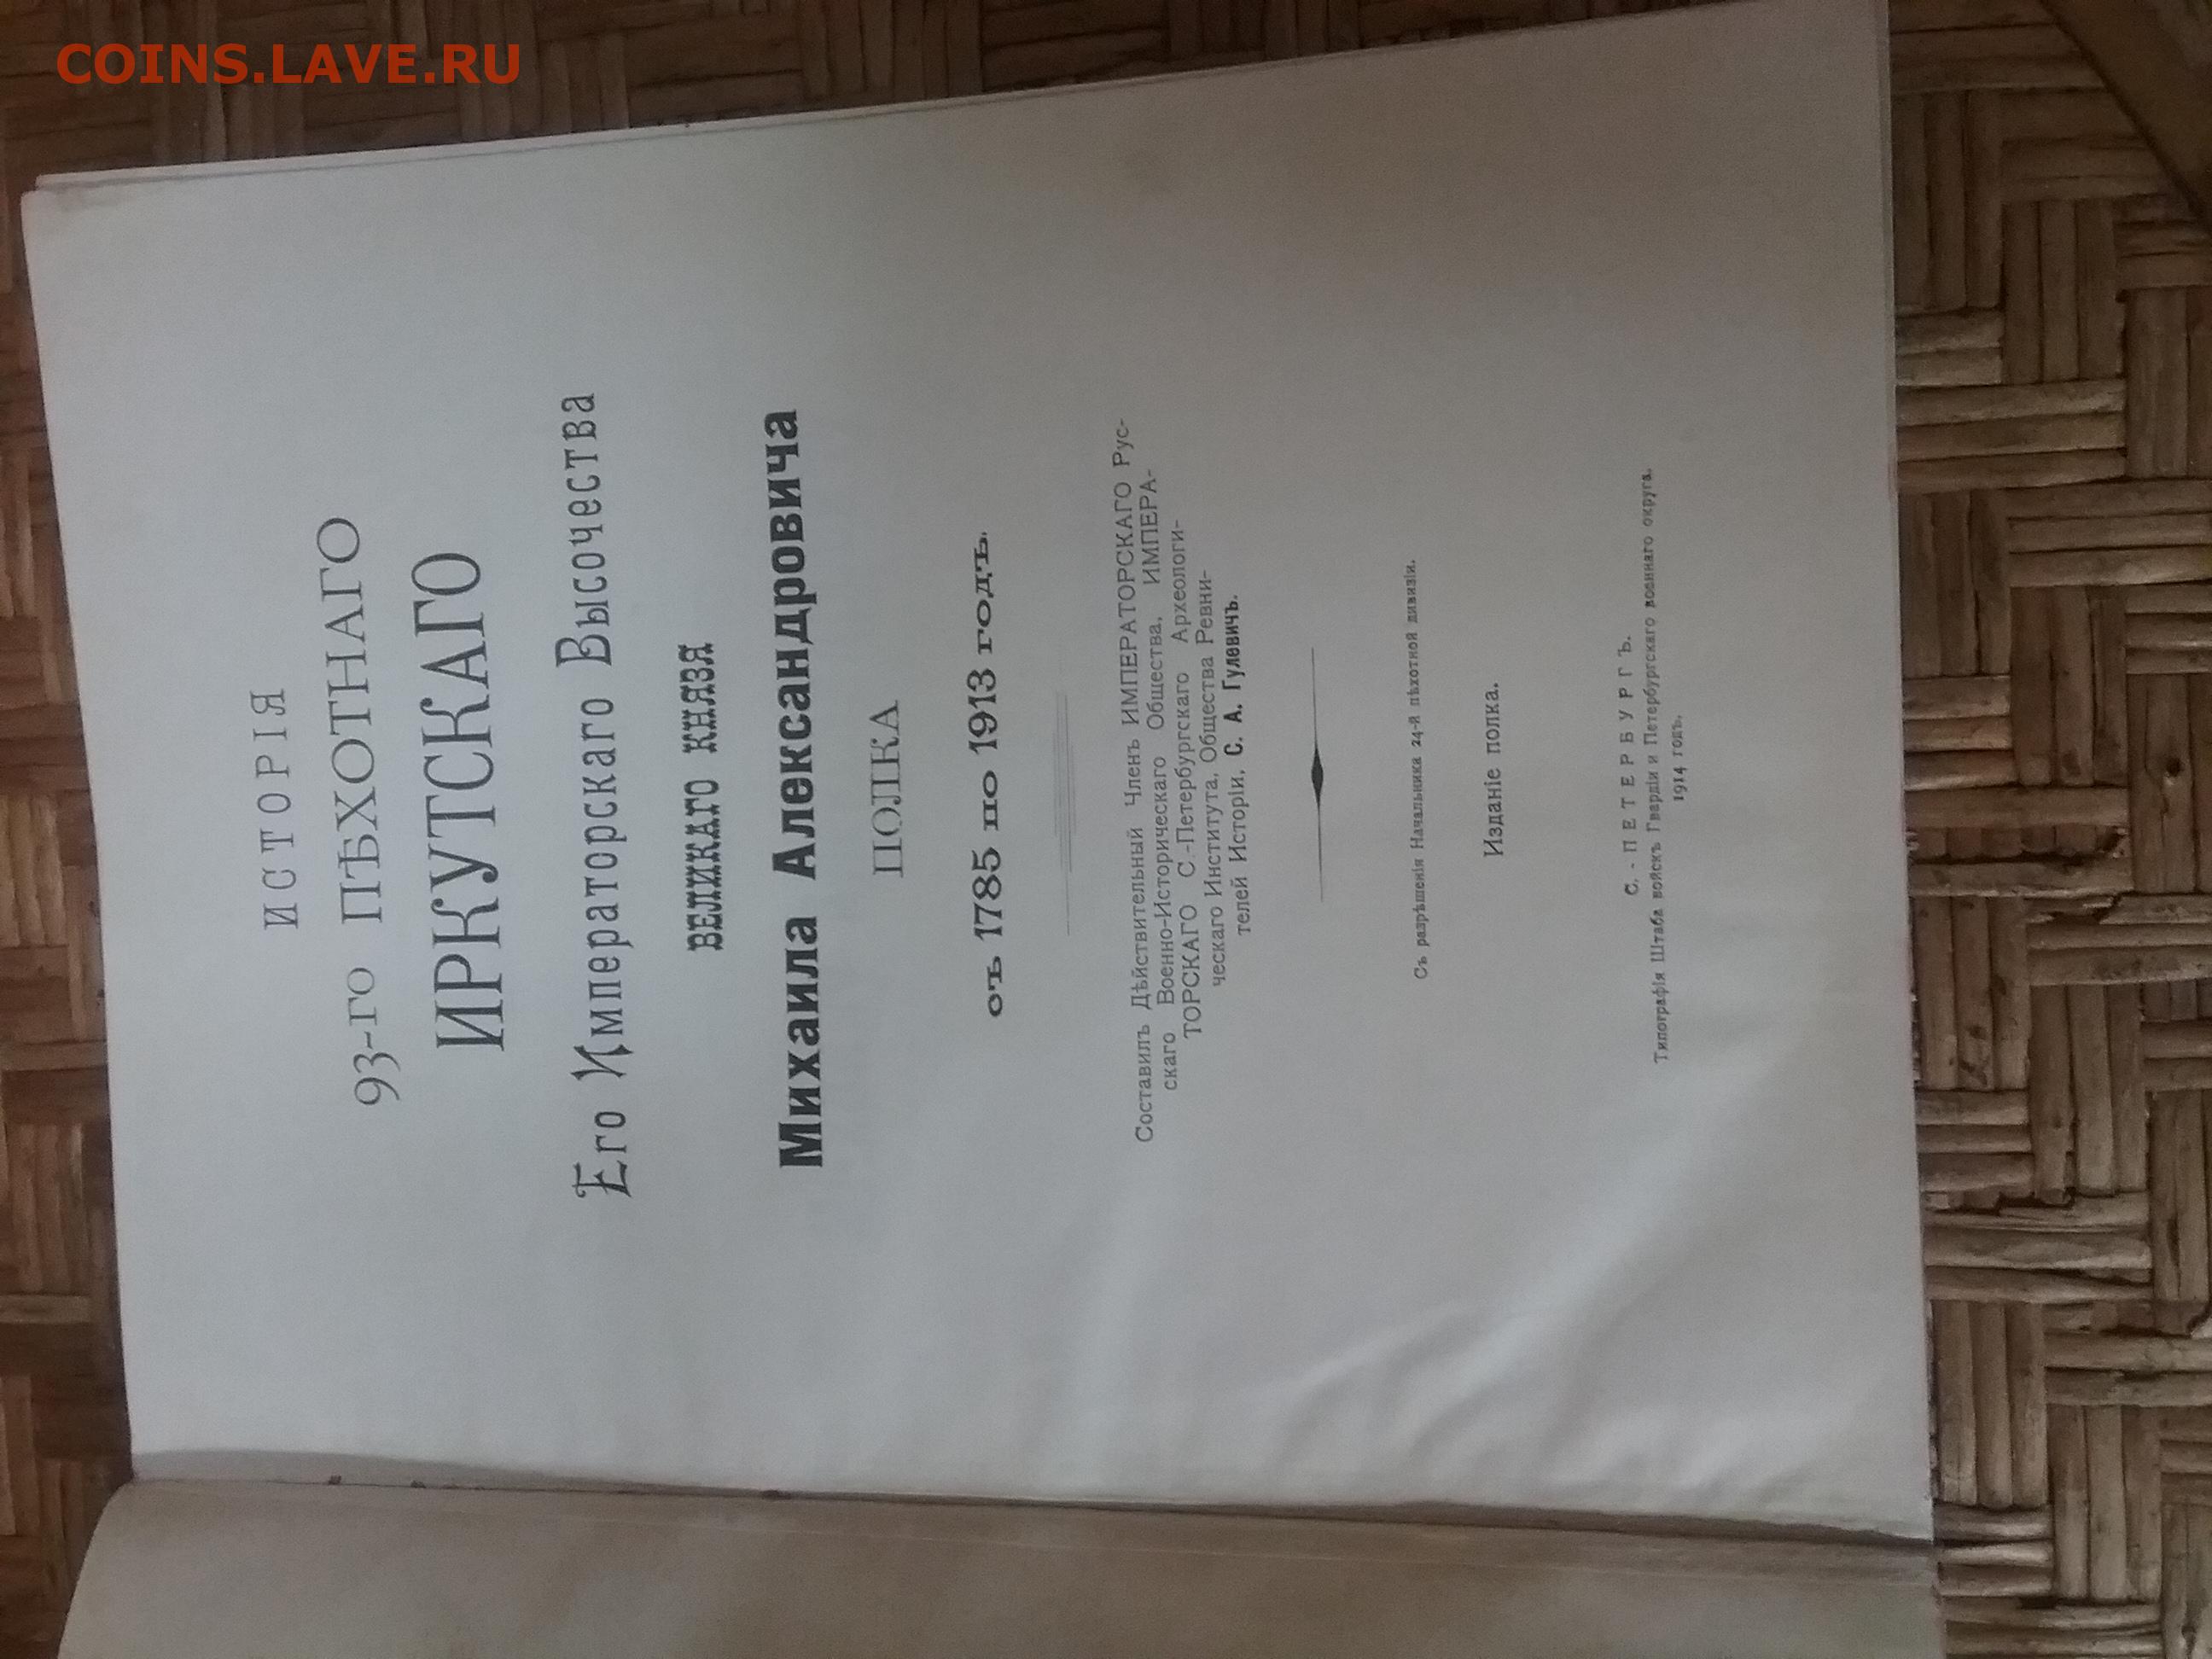 COINS.LAVE.RU
ИСТОРІЯ
93-го ПѢХОТНАГО
ИРКУТСКАГО
Его Императорскаго Высочества
ВЕЛИКАГО КНЯЗЯ
Михаила Александровича
ПОЛКА
отъ 1785 по 1913 годъ.
Составилъ Дѣйствительный Членъ ИМПЕРАТОРСКАГО Рус-
скаго Военно-Историческаго Общества, ИМПЕРА-
ТОРСКАГО С.-Петербургскаго Археологи-
ческаго Института, Общества Ревни-
телей Исторіи, С. А. Гулевичъ.
Съ разрѣшенія Начальника 24-й пѣхотной дивизіи.
Изданіе полка.
С.-ПЕТЕРБУРГЪ.
Типографія Штаба войскъ Гвардіи и Петербургскаго военнаго округа.
1914 годъ.